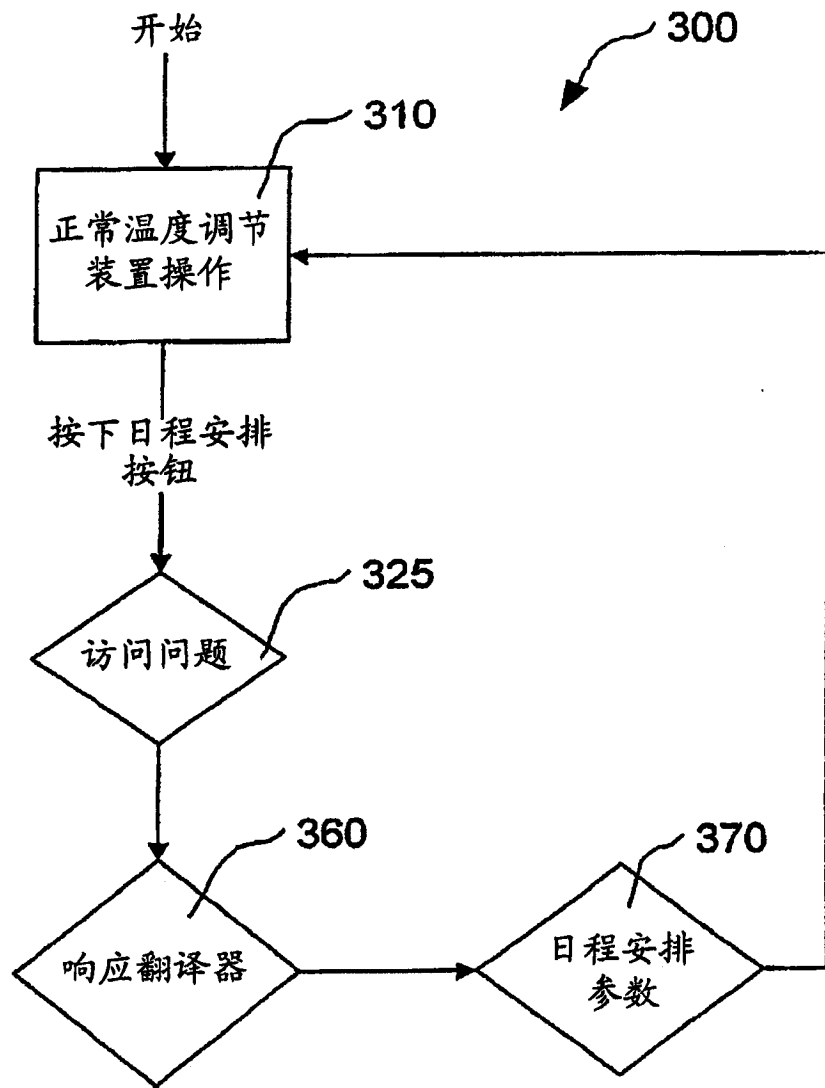 开始
300
310
正常温度调节
装置操作
按下日程安排
按钮
325
访问问题
360
370
响应翻译器
日程安排
参数